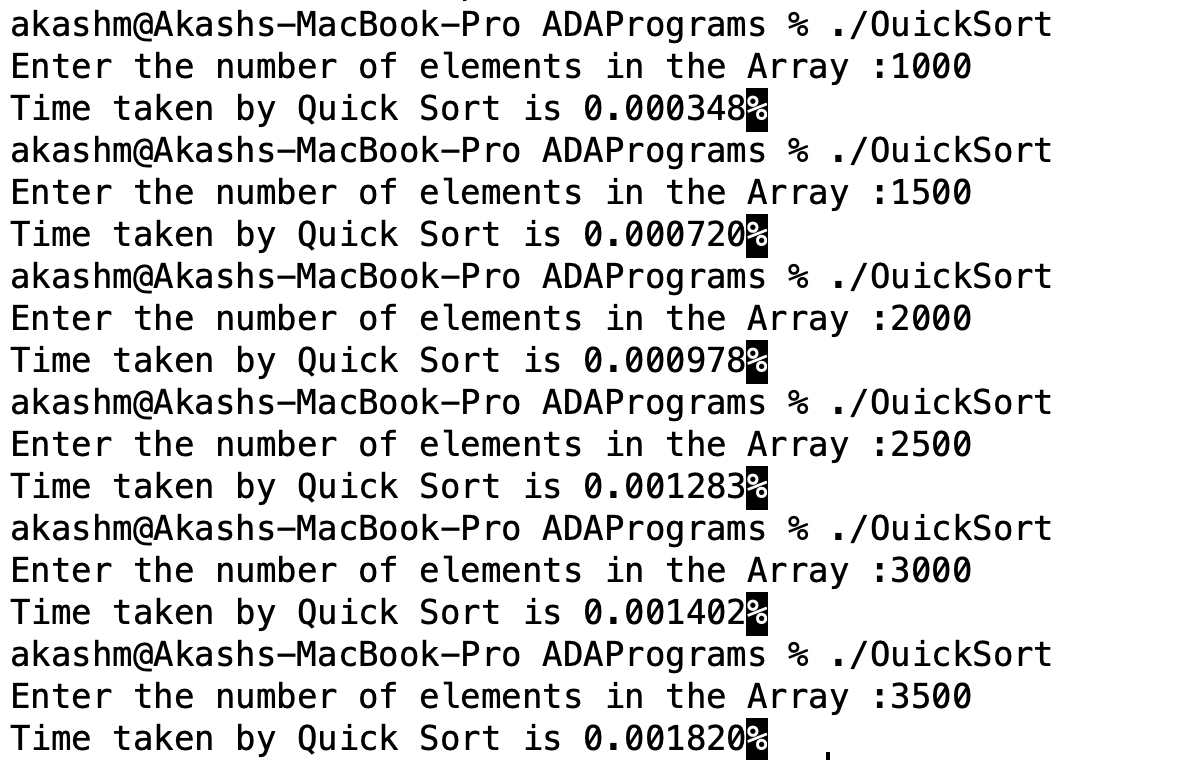 akashm@Akashs-MacBook-Pro ADAPrograms % ./OuickSort
Enter the number of elements in the Array :1000
Time taken by Quick Sort is 0.000348%
akashm@Akashs-MacBook-Pro ADAPrograms % ./OuickSort
Enter the number of elements in the Array :1500
Time taken by Quick Sort is 0.000720%
akashm@Akashs-MacBook-Pro ADAPrograms % ./OuickSort
Enter the number of elements in the Array :2000
Time taken by Quick Sort is 0.000978%
akashm@Akashs-MacBook-Pro ADAPrograms % ./OuickSort
Enter the number of elements in the Array :2500
Time taken by Quick Sort is 0.001283%
akashm@Akashs-MacBook-Pro ADAPrograms % ./OuickSort
Enter the number of elements in the Array :3000
Time taken by Quick Sort is 0.001402%
akashm@Akashs-MacBook-Pro ADAPrograms % ./OuickSort
Enter the number of elements in the Array :3500
Time taken by Quick Sort is 0.001820%